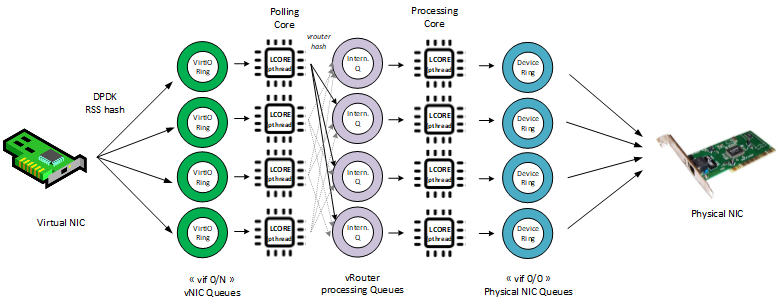 Polling
Core
Processing
Core
vrouter
hash
DPDK
RSS hash
VirtIO
Ring
LCORE
pthread
Intern.
Q
LCORE
pthread
Device
Ring
VirtIO
Ring
LCORE
pthread
Intern.
Q
LCORE
pthread
Device
Ring
VirtIO
Ring
LCORE
pthread
Intern.
Q
LCORE
pthread
Device
Ring
VirtIO
Ring
LCORE
pthread
Intern.
Q
LCORE
pthread
Device
Ring
Virtual NIC
Physical NIC
« vif 0/N »
vNIC Queues
vRouter
processing Queues
« vif 0/0 »
Physical NIC Queues